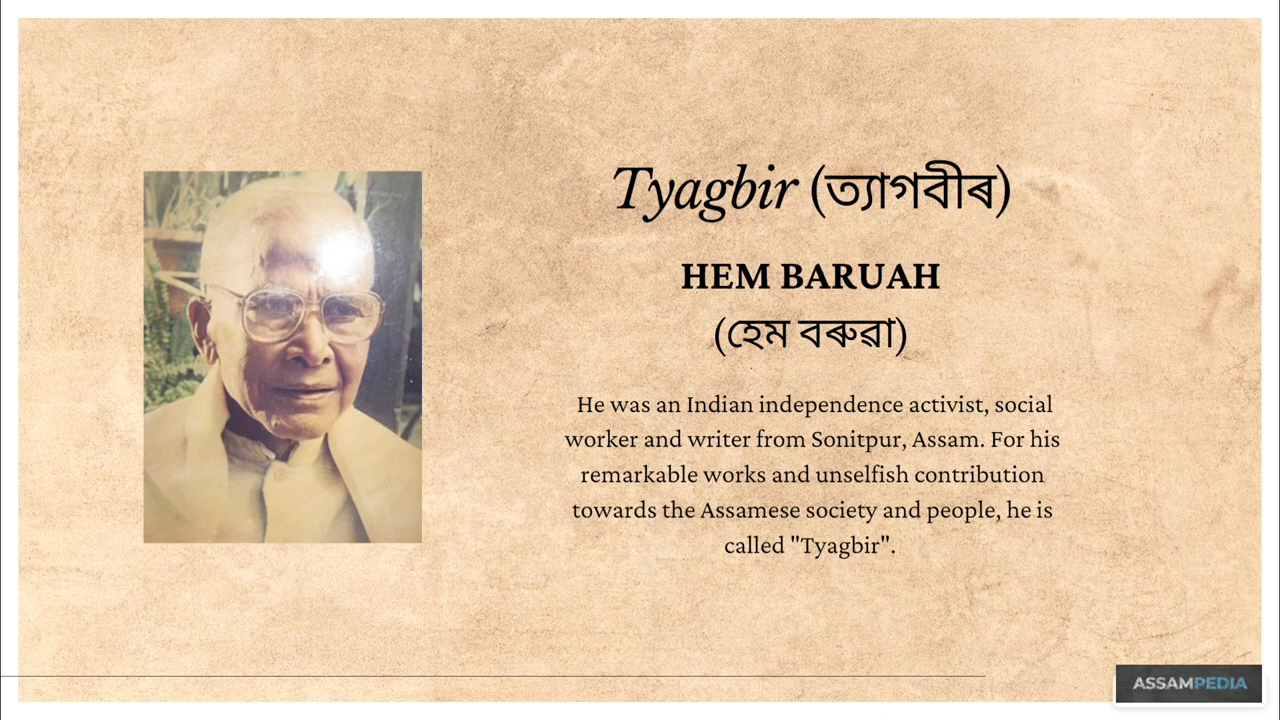 Tyagbir (ত্যাগবীৰ)
HEM BARUAH
(হেম বৰুৱা)
He was an Indian independence activist, social
worker and writer from Sonitpur, Assam. For his
remarkable works and unselfish contribution
towards the Assamese society and people, he is
called "Tyagbir".
ASSAMPEDIA